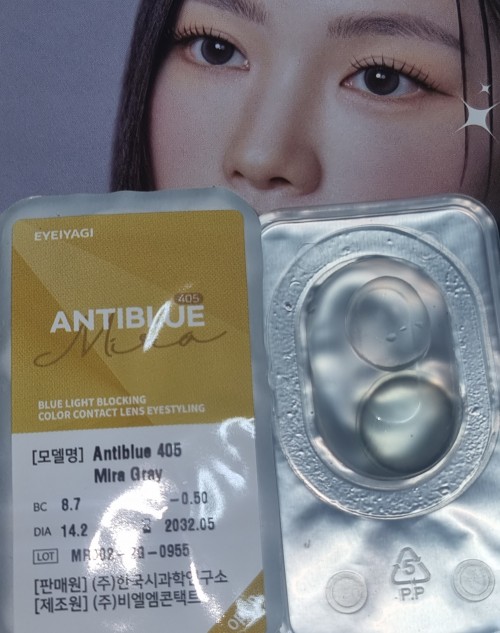 EYEIYAGI
405
ANTIBLUE
Mira
BLUE LIGHT BLOCKING
COLOR CONTACT LENS EYESTYLING
[모델명] Antiblue 405
Mira Gray
BC 8.7 -0.50
DIA 14.2 2032.05
LOT
[판매원] (주)한국시과학연구소
[제조원] (주)비엘엠콘택트
5
P.P